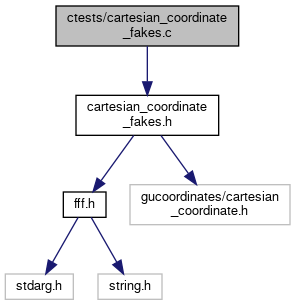 ctests/cartesian_coordinate
_fakes.c
cartesian_coordinate
_fakes.h
fff.h
gucoordinates/cartesian
_coordinate.h
stdarg.h
string.h